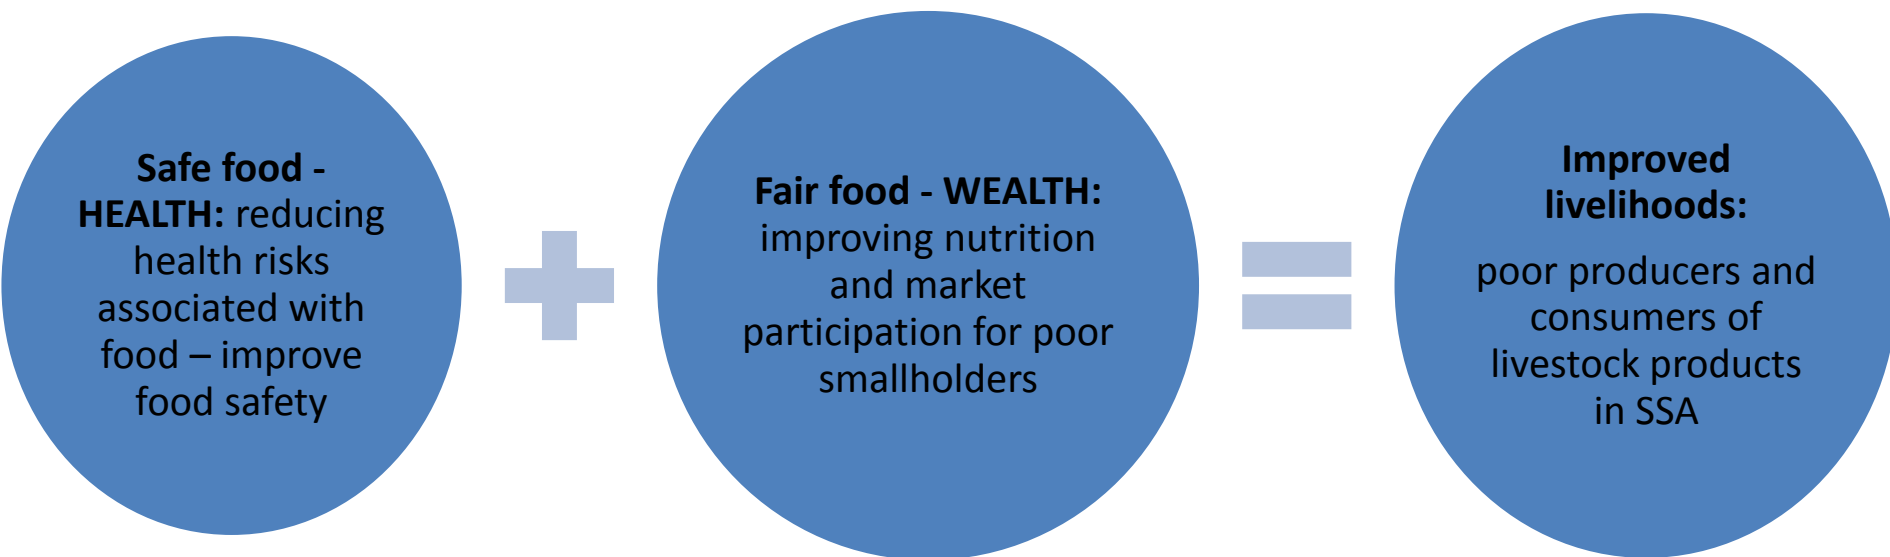 Safe food -
HEALTH: reducing
health risks
associated with
food – improve
food safety
Fair food - WEALTH:
improving nutrition
and market
participation for poor
smallholders
Improved
livelihoods:
poor producers and
consumers of
livestock products
in SSA